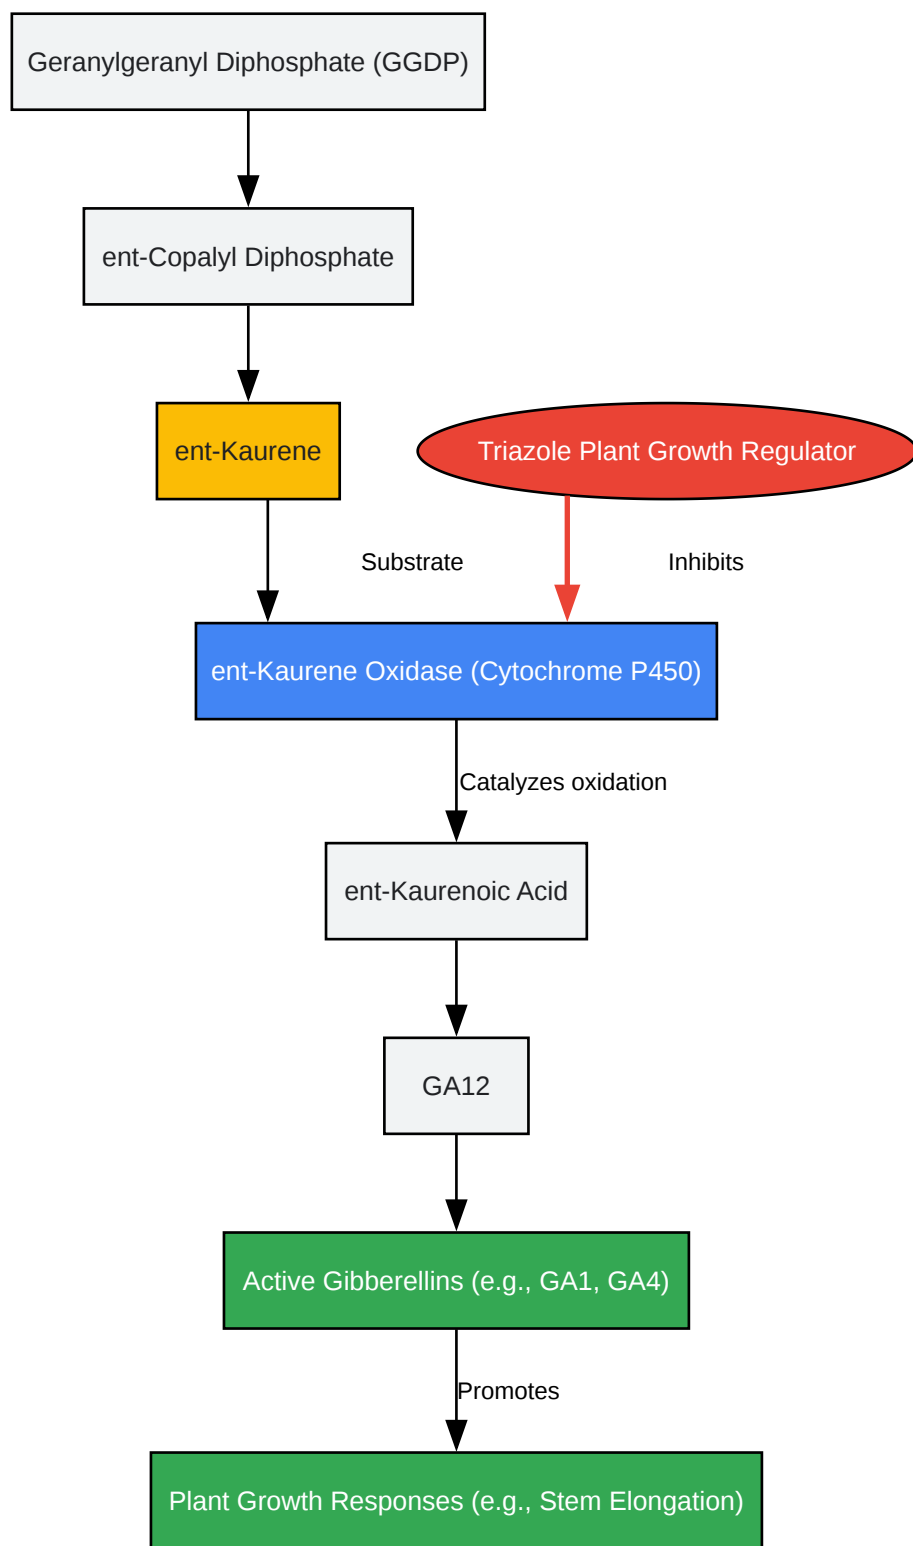 Geranylgeranyl Diphosphate (GGDP)
ent-Copalyl Diphosphate
ent-Kaurene
Triazole Plant Growth Regulator
Substrate
Inhibits
ent-Kaurene Oxidase (Cytochrome P450)
Catalyzes oxidation
ent-Kaurenoic Acid
GA12
Active Gibberellins (e.g., GA1, GA4)
Promotes
Plant Growth Responses (e.g., Stem Elongation)